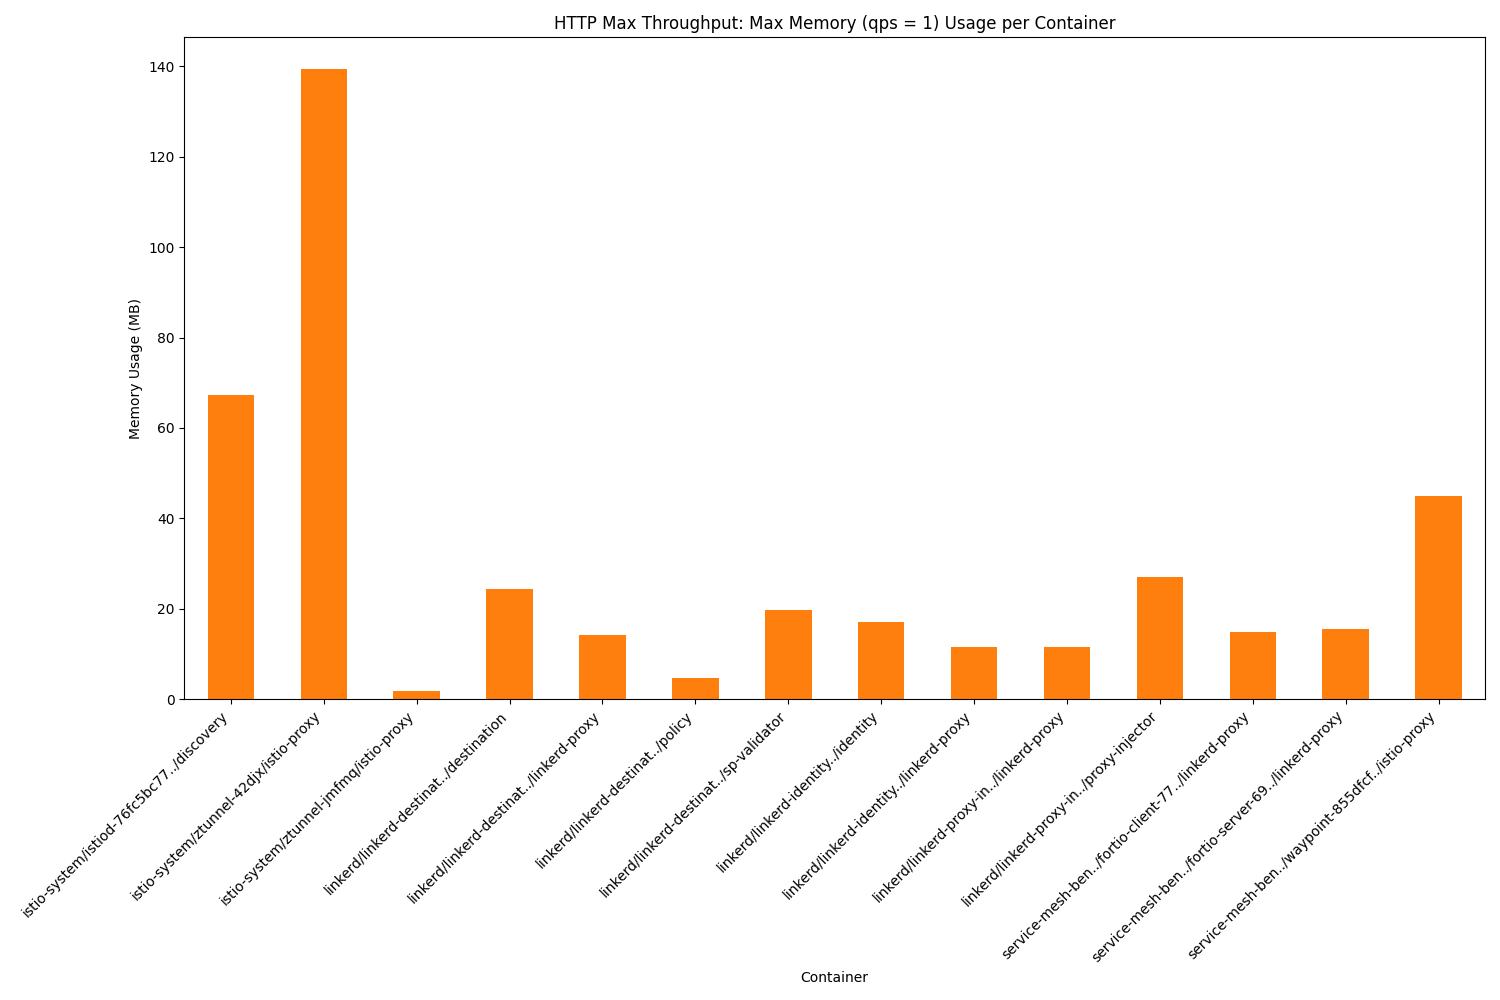 HTTP Max Throughput: Max Memory (qps = 1) Usage per Container
Memory Usage (MB)
140
120
100
80
60
40
20
0
istio-system/istiod-76fc5bc77../discovery
istio-system/ztunnel-42djx/istio-proxy
istio-system/ztunnel-jmfmq/istio-proxy
linkerd/linkerd-destinat../destination
linkerd/linkerd-destinat../linkerd-proxy
linkerd/linkerd-destinat../policy
linkerd/linkerd-destinat../sp-validator
linkerd/linkerd-identity../identity
linkerd/linkerd-identity../linkerd-proxy
linkerd/linkerd-proxy-in../linkerd-proxy
linkerd/linkerd-proxy-in../proxy-injector
service-mesh-ben../fortio-client-77../linkerd-proxy
service-mesh-ben../fortio-server-69../linkerd-proxy
service-mesh-ben../waypoint-855dfcf../istio-proxy
Container